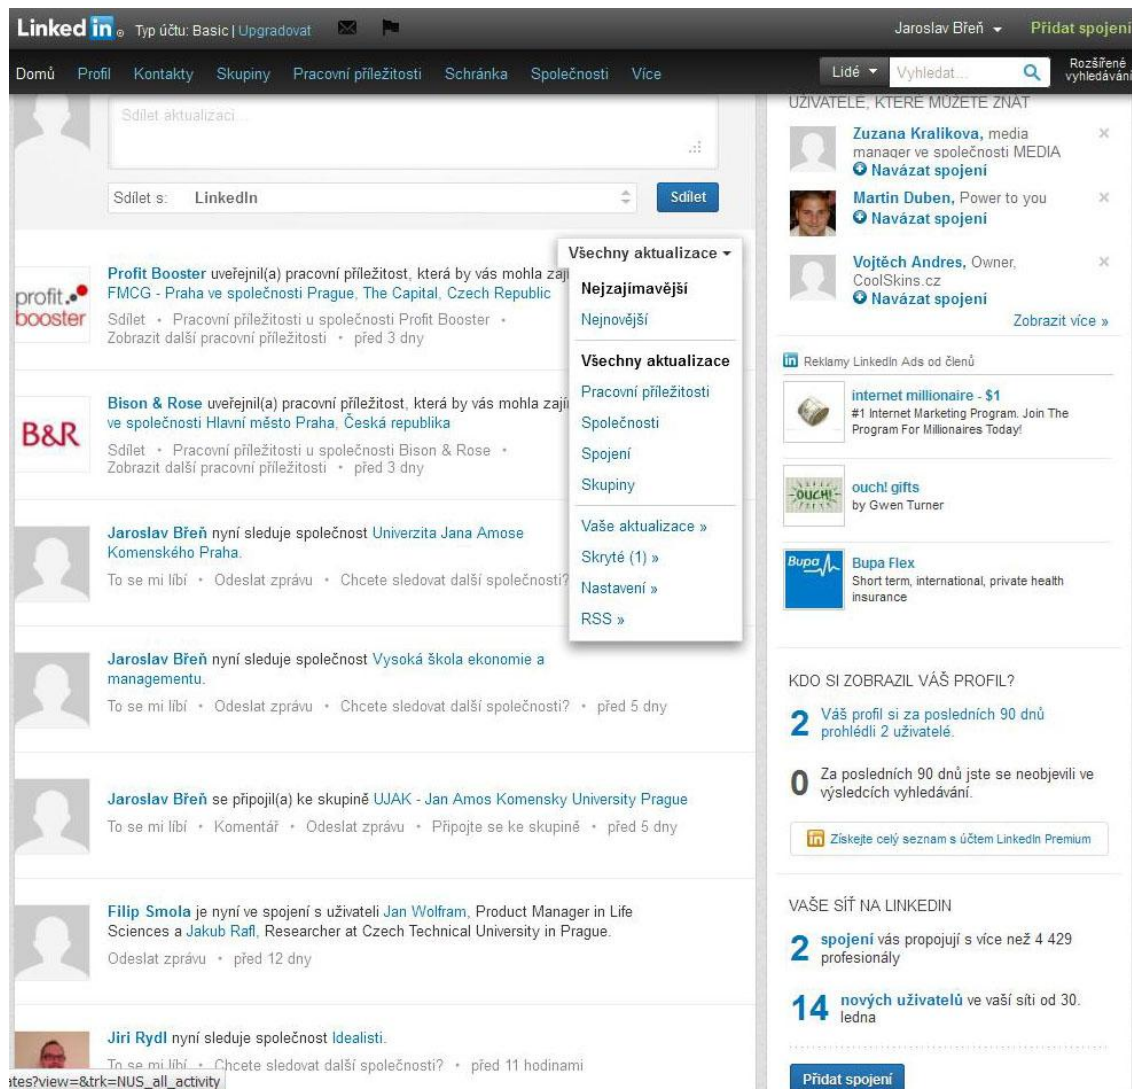 Linked in ® Typ účtu: Basic | Upgradovat
Jaroslav Břeň Přidat spojení
Domů Profil Kontakty Skupiny Pracovní příležitosti Schránka Společnosti Více
Lidé Vyhledat... Rozšířené
vyhledávání
Sdílet aktualizaci...
Sdílet s: LinkedIn Sdílet
Všechny aktualizace
Nejzajímavější
Nejnovější
Všechny aktualizace
Pracovní příležitosti
Společnosti
Spojení
Skupiny
Vaše aktualizace »
Skryté (1) »
Nastavení »
RSS »
profit
booster
Profit Booster uveřejnil(a) pracovní příležitost, která by vás mohla zají
FMCG - Praha ve společnosti Prague, The Capital, Czech Republic
Sdílet • Pracovní příležitosti u společnosti Profit Booster •
Zobrazit další pracovní příležitosti • před 3 dny
B&R
Bison & Rose uveřejnil(a) pracovní příležitost, která by vás mohla zají
ve společnosti Hlavní město Praha, Česká republika
Sdílet • Pracovní příležitosti u společnosti Bison & Rose •
Zobrazit další pracovní příležitosti • před 3 dny
Jaroslav Břeň nyní sleduje společnost Univerzita Jana Amose
Komenského Praha.
To se mi líbí • Odeslat zprávu • Chcete sledovat další společnosti?
Jaroslav Břeň nyní sleduje společnost Vysoká škola ekonomie a
managementu.
To se mi líbí • Odeslat zprávu • Chcete sledovat další společnosti? • před 5 dny
Jaroslav Břeň se připojil(a) ke skupině UJAK - Jan Amos Komensky University Prague
To se mi líbí • Komentář • Odeslat zprávu • Připojte se ke skupině • před 5 dny
Filip Smola je nyní ve spojení s uživateli Jan Wolfram, Product Manager in Life
Sciences a Jakub Rafl, Researcher at Czech Technical University in Prague.
Odeslat zprávu • před 12 dny
Jiri Rydl nyní sleduje společnost Idealisti.
To se mi líbí • Chcete sledovat další společnosti? • před 11 hodinami
ates?view=&trk=NUS_all_activity
UŽIVATELÉ, KTERÉ MŮŽETE ZNÁT
Zuzana Kralikova, media
manager ve společnosti MEDIA
Navázat spojení
Martin Duben, Power to you
Navázat spojení
Vojtěch Andres, Owner,
CoolSkins.cz
Navázat spojení
Zobrazit více »
in Reklamy LinkedIn Ads od členů
internet millionaire - $1
#1 Internet Marketing Program. Join The
Program For Millionaires Today!
OUCH!
ouch! gifts
by Gwen Turner
Bupa
Bupa Flex
Short term, international, private health
insurance
KDO SI ZOBRAZIL VÁŠ PROFIL?
2 Váš profil si za posledních 90 dnů
prohlédli 2 uživatelé.
0 Za posledních 90 dnů jste se neobjevili ve
výsledcích vyhledávání.
in Získejte celý seznam s účtem LinkedIn Premium
VAŠE SÍŤ NA LINKEDIN
2 spojení vás propojují s více než 4 429
profesionály
14 nových uživatelů ve vaší síti od 30.
ledna
Přidat spojení